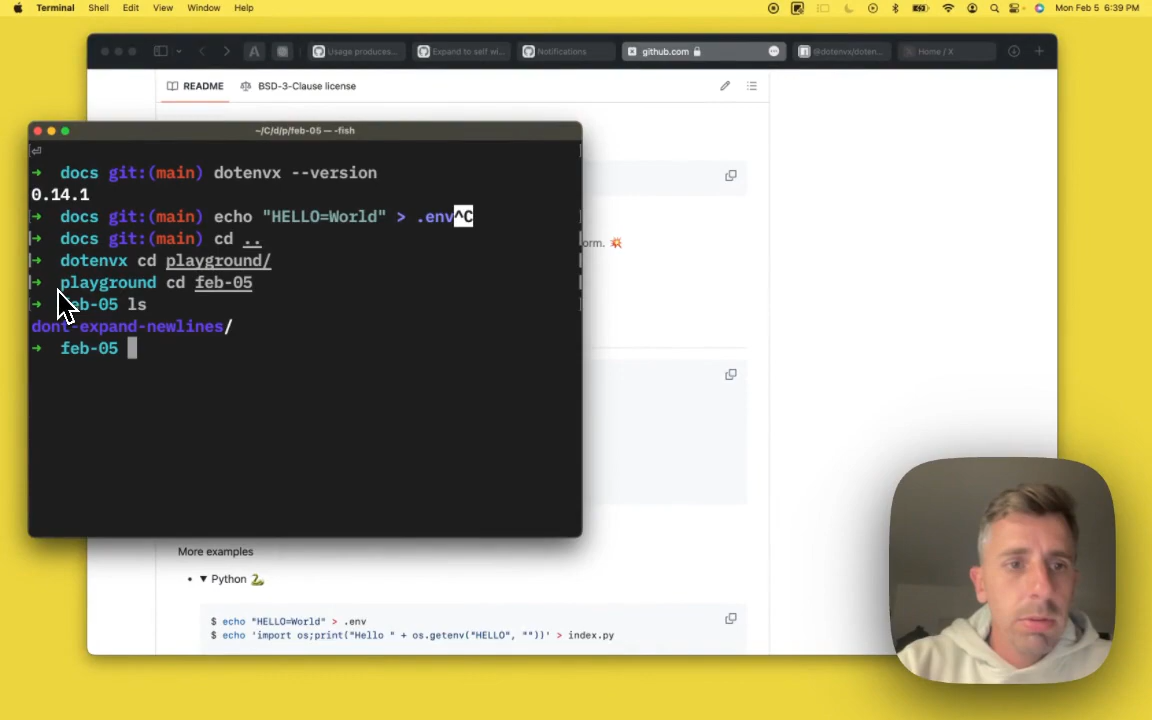 Terminal Shell Edit View Window Help
Mon Feb 5 6:39 PM
A
Usage produces...
Expand to self wi...
Notifications
github.com
@dotenvx/doten...
Home / X
README
BSD-3-Clause license
~/C/d/p/feb-05 — -fish
➜ docs git:(main) dotenvx --version
0.14.1
➜ docs git:(main) echo "HELLO=World" > .env^C
➜ docs git:(main) cd ..
orm. 💥
➜ dotenvx cd playground/
➜ playground cd feb-05
➜ feb-05 ls
dont-expand-newlines/
➜ feb-05
More examples
• ▼ Python 🐍
$ echo "HELLO=World" > .env
$ echo 'import os;print("Hello " + os.getenv("HELLO", ""))' > index.py